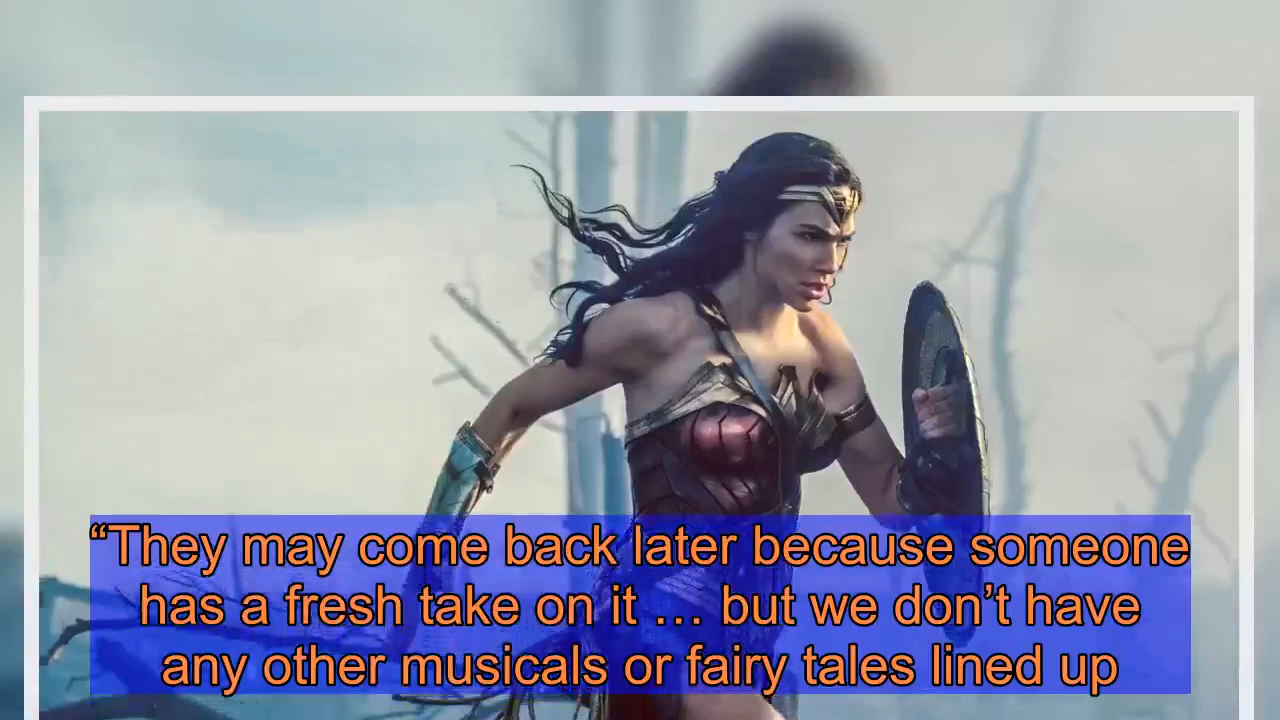 “They may come back later because someone
has a fresh take on it … but we don’t have
any other musicals or fairy tales lined up